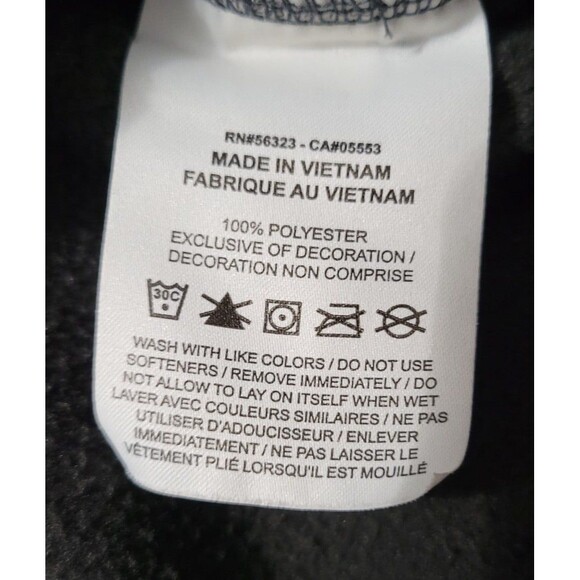 RN#56323 - CA#05553
MADE IN VIETNAM
FABRIQUE AU VIETNAM
100% POLYESTER
EXCLUSIVE OF DECORATION /
DECORATION NON COMPRISE
30C
WASH WITH LIKE COLORS / DO NOT USE
SOFTENERS / REMOVE IMMEDIATELY / DO
NOT ALLOW TO LAY ON ITSELF WHEN WET
LAVER AVEC COULEURS SIMILAIRES / NE PAS
UTILISER D'ADOUCISSEUR / ENLEVER
IMMEDIATEMENT / NE PAS LAISSER LE
VÊTEMENT PLIÉ LORSQU'IL EST MOUILLÉ